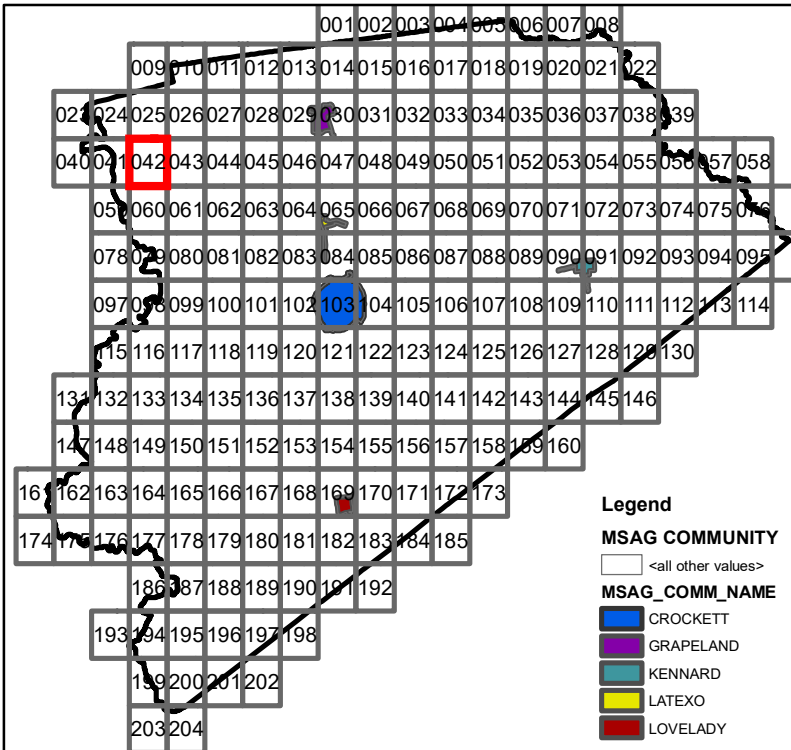 001 002 003 004 005 006 007 008
009 010 011 012 013 014 015 016 017 018 019 020 021 022
023 024 025 026 027 028 029 030 031 032 033 034 035 036 037 038 039
040 041 042 043 044 045 046 047 048 049 050 051 052 053 054 055 056 057 058
059 060 061 062 063 064 065 066 067 068 069 070 071 072 073 074 075 076
078 079 080 081 082 083 084 085 086 087 088 089 090 091 092 093 094 095
097 098 099 100 101 102 103 104 105 106 107 108 109 110 111 112 113 114
115 116 117 118 119 120 121 122 123 124 125 126 127 128 129 130
131 132 133 134 135 136 137 138 139 140 141 142 143 144 145 146
147 148 149 150 151 152 153 154 155 156 157 158 159 160
161 162 163 164 165 166 167 168 169 170 171 172 173
174 175 176 177 178 179 180 181 182 183 184 185
186 187 188 189 190 191 192
193 194 195 196 197 198
199 200 201 202
203 204
Legend
MSAG COMMUNITY
<all other values>
MSAG_COMM_NAME
CROCKETT
GRAPELAND
KENNARD
LATEXO
LOVELADY